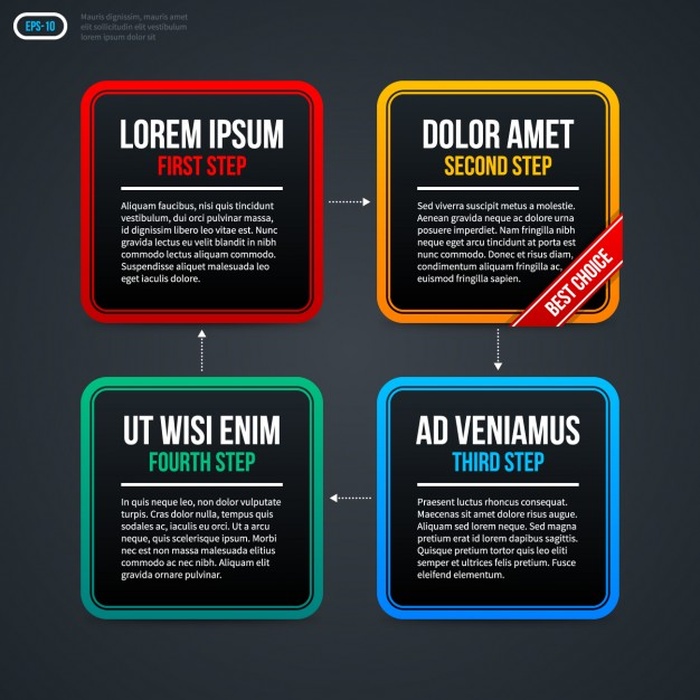 EPS-10
Mauris dignissim, mauris amet
elit sollicitudin elit vestibulum
lorem ipsum dolor sit
LOREM IPSUM
FIRST STEP
Aliquam faucibus, nisi quis tincidunt
vestibulum, dui orci pulvinar massa,
id dignissim libero leo vitae est. Nunc
gravida lectus eu velit blandit in nibh
commodo lectus aliquam commodo.
Suspendisse aliquet malesuada leo
eget iaculis dolore.
DOLOR AMET
SECOND STEP
Sed viverra suscipit metus a molestie.
Aenean gravida neque ac dolore urna
posuere imperdiet. Nam fringilla nibh
neque eget arcu tincidunt at porta est
nunc commodo. Donec et risus diam,
condimentum aliquam fringilla ac,
euismod fringilla sapien.
BEST CHOICE
UT WISI ENIM
FOURTH STEP
In quis neque leo, non dolor vulputate
turpis. Cras dolor nulla, tempus quis
sodales ac, iaculis eu orci. Ut a arcu
neque, quis scelerisque ipsum. Morbi
nec est non massa malesuada elitius
commodo ac nec nibh. Aliquam elit
gravida ornare pulvinar.
AD VENIAMUS
THIRD STEP
Praesent luctus rhoncus consequat.
Maecenas sit amet dolore risus augue.
Aliquam sed lorem neque. Sed magna
pretium erat id lorem dapibus sagittis.
Quisque pretium tortor quis leo eliti
semper et ultrices felis pretium. Fusce
eleifend elementum.